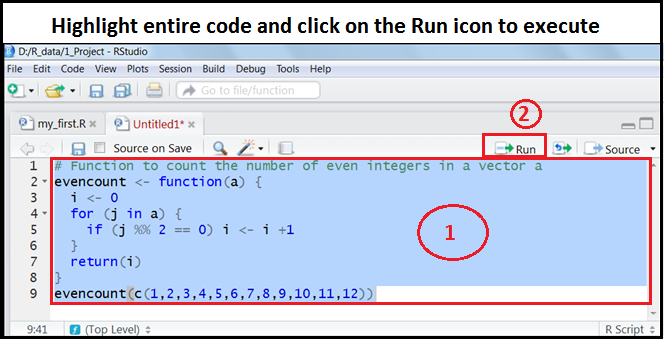 Highlight entire code and click on the Run icon to execute
D:/R_data/1_Project - RStudio
File Edit Code View Plots Session Build Debug Tools Help
Go to file/function
my_first.R Untitled1*
2
Source on Save Run Source
1 # Function to count the number of even integers in a vector a
2 evencount <- function(a) {
3 i <- 0
4 for (j in a) {
5 if (j %% 2 == 0) i <- i +1
6 }
7 return(i)
8 }
9 evencount(c(1,2,3,4,5,6,7,8,9,10,11,12))
1
9:41 (Top Level) R Script